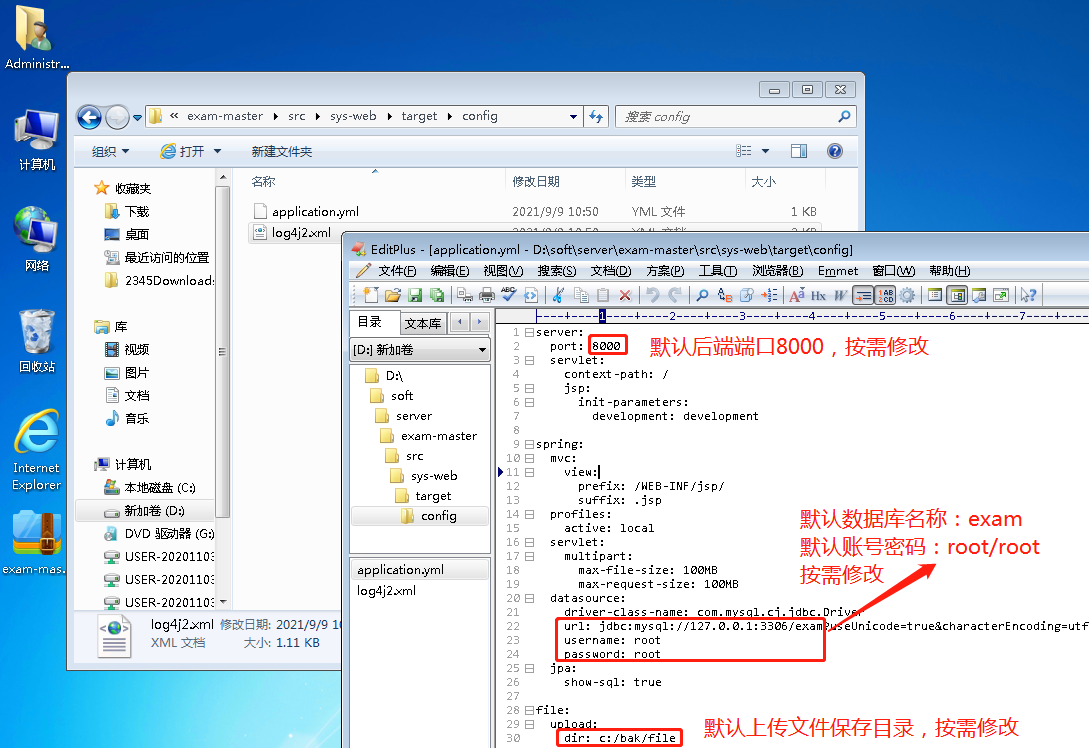 Administr...
计算机
网络
回收站
Internet
Explorer
exam-mas...
« exam-master ▸ src ▸ sys-web ▸ target ▸ config
搜索 config
组织 打开 新建文件夹
收藏夹
下载
桌面
最近访问的位置
2345Downloads
库
视频
图片
文档
音乐
计算机
本地磁盘 (C:)
新加卷 (D:)
DVD 驱动器 (G:)
USER-20201103
USER-20201103
USER-20201103
名称 修改日期 类型 大小
application.yml 2021/9/9 10:50 YML 文件 1 KB
log4j2.xml
log4j2.xml 修改日期: 2021/9/9 10
XML 文档 大小: 1.11 KB
EditPlus - [application.yml - D:\soft\server\exam-master\src\sys-web\target\config]
文件(F) 编辑(E) 视图(V) 搜索(S) 文档(D) 方案(P) 工具(T) 浏览器(B) Emmet 窗口(W) 帮助(H)
目录 文本库
[D:] 新加卷
D:\
soft
server
exam-master
src
sys-web
target
config
application.yml
log4j2.xml
1 2 3 4 5 6 7
1 server:
2 port: 8000
3 servlet:
4 context-path: /
5 jsp:
6 init-parameters:
7 development: development
8
9 spring:
10 mvc:
11 view:
12 prefix: /WEB-INF/jsp/
13 suffix: .jsp
14 profiles:
15 active: local
16 servlet:
17 multipart:
18 max-file-size: 100MB
19 max-request-size: 100MB
20 datasource:
21 driver-class-name: com.mysql.cj.jdbc.Driver
22 url: jdbc:mysql://127.0.0.1:3306/exam?useUnicode=true&characterEncoding=utf
23 username: root
24 password: root
25 jpa:
26 show-sql: true
27
28 file:
29 upload:
30 dir: c:/bak/file
默认后端端口8000，按需修改
默认数据库名称：exam
默认账号密码：root/root
按需修改
默认上传文件保存目录，按需修改